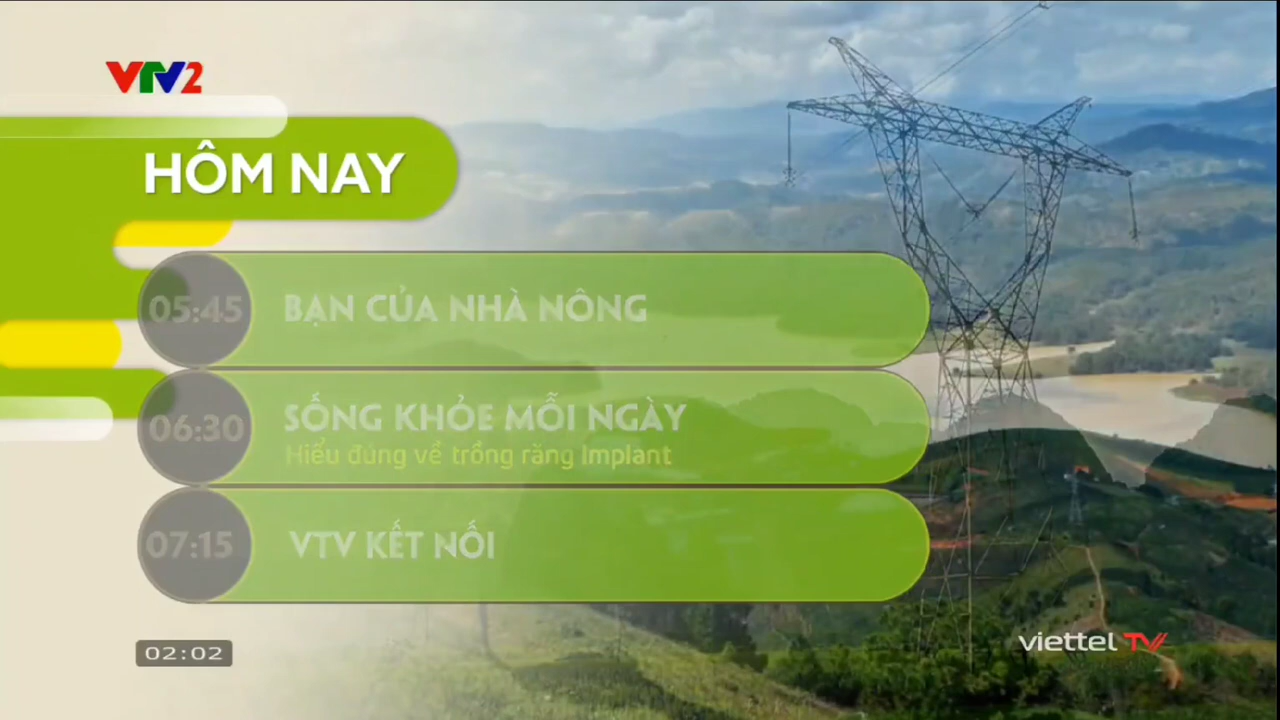 VTV2
HÔM NAY
05:45 BẠN CỦA NHÀ NÔNG
06:30 SỐNG KHỎE MỖI NGÀY
Hiểu đúng về trồng răng Implant
07:15 VTV KẾT NỐI
02:02
viettel TV